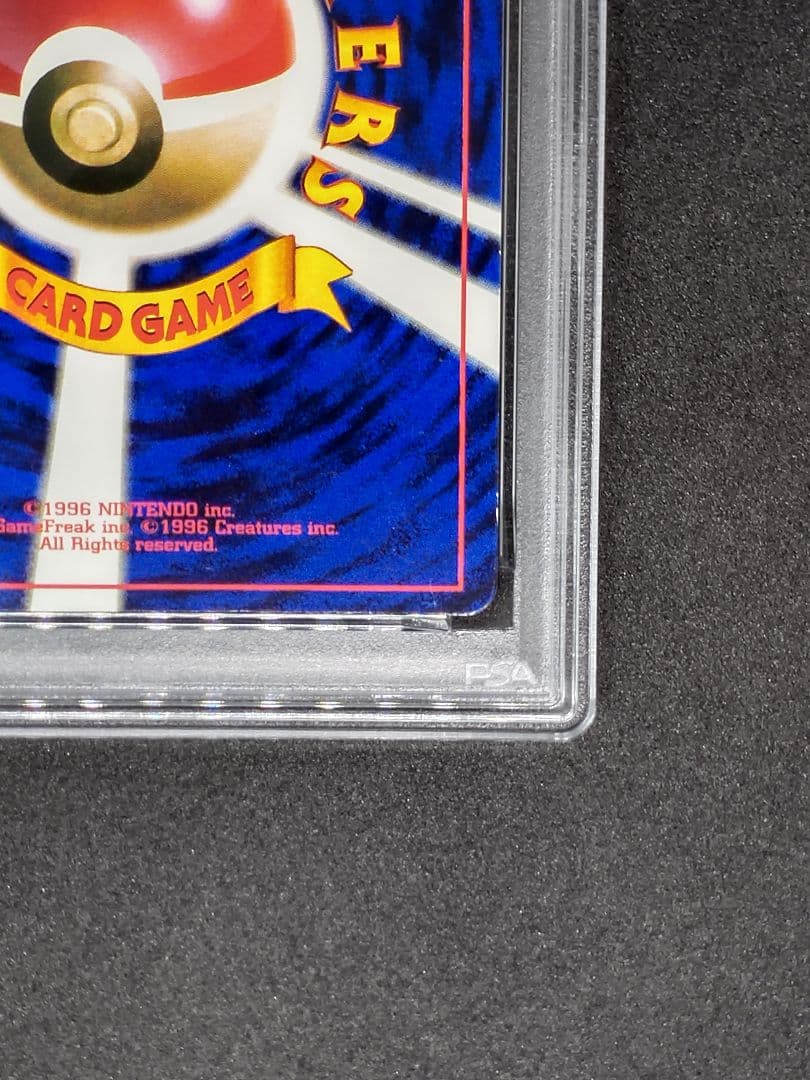 ERS
CARD GAME
©1996 NINTENDO inc.
GameFreak inc. ©1996 Creatures inc.
All Rights reserved.
PSA